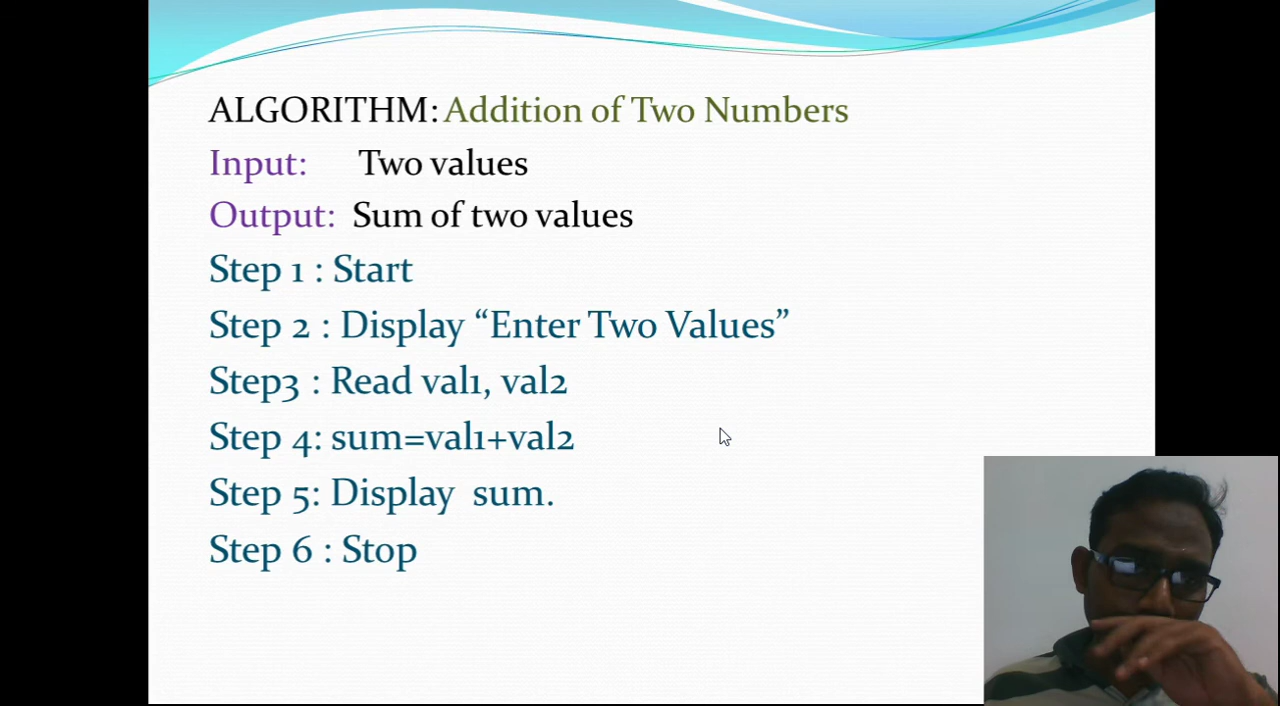 ALGORITHM: Addition of Two Numbers
Input: Two values
Output: Sum of two values
Step 1 : Start
Step 2 : Display “Enter Two Values”
Step3 : Read val1, val2
Step 4: sum=val1+val2
Step 5: Display sum.
Step 6 : Stop